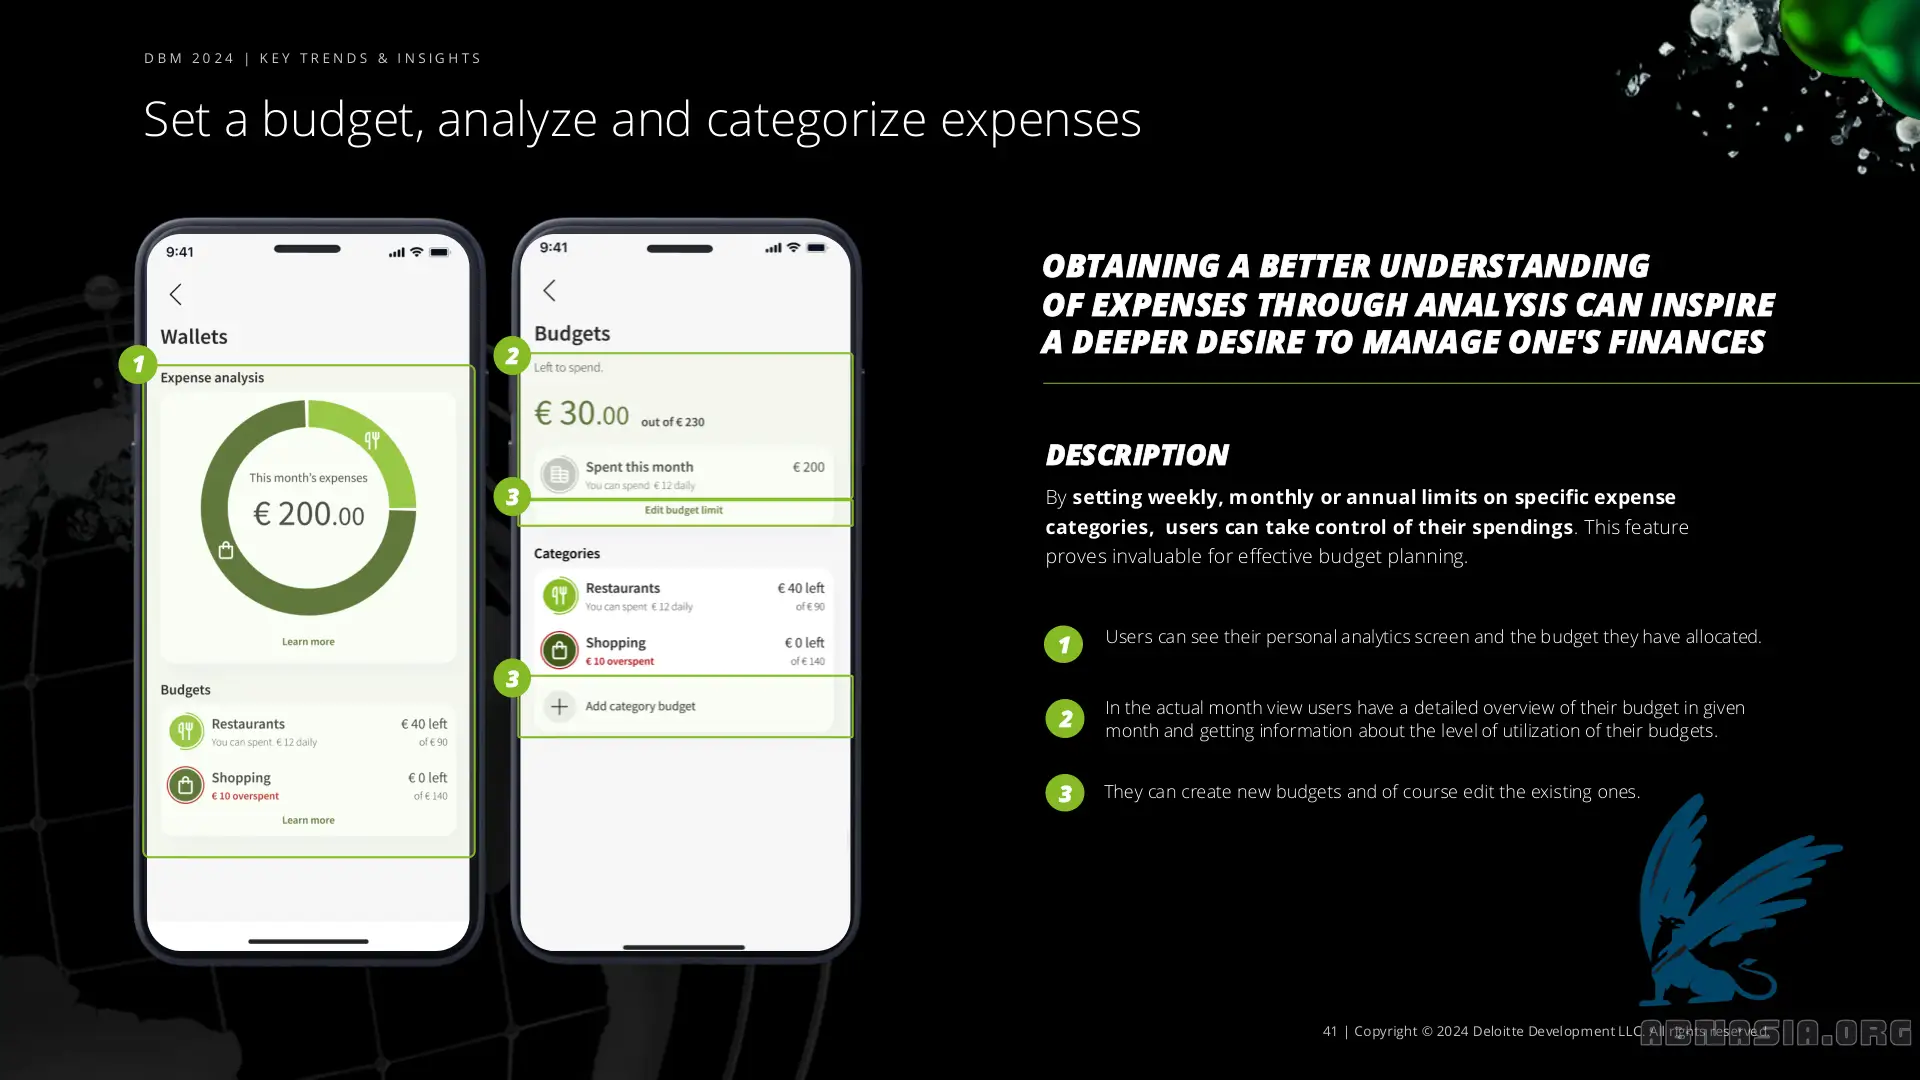 DBM 2024 | KEY TRENDS & INSIGHTS
Set a budget, analyze and categorize expenses
9:41
Wallets
1
Expense analysis
This month's expenses
€ 200.00
Learn more
Budgets
Restaurants
€ 40 left
You can spent € 12 daily
of € 90
Shopping
€ 0 left
€ 10 overspent
of € 140
Learn more
9:41
Budgets
2
Left to spend.
€ 30.00 out of € 230
Spent this month
€ 200
You can spend € 12 daily
3
Edit budget limit
Categories
Restaurants
€ 40 left
You can spent € 12 daily
of € 90
Shopping
€ 0 left
€ 10 overspent
of € 140
3
Add category budget
OBTAINING A BETTER UNDERSTANDING
OF EXPENSES THROUGH ANALYSIS CAN INSPIRE
A DEEPER DESIRE TO MANAGE ONE'S FINANCES
DESCRIPTION
By setting weekly, monthly or annual limits on specific expense
categories, users can take control of their spendings. This feature
proves invaluable for effective budget planning.
1 Users can see their personal analytics screen and the budget they have allocated.
2 In the actual month view users have a detailed overview of their budget in given
month and getting information about the level of utilization of their budgets.
3 They can create new budgets and of course edit the existing ones.
41 | Copyright © 2024 Deloitte Development LLC. All rights reserved.
ABIVASIA.ORG